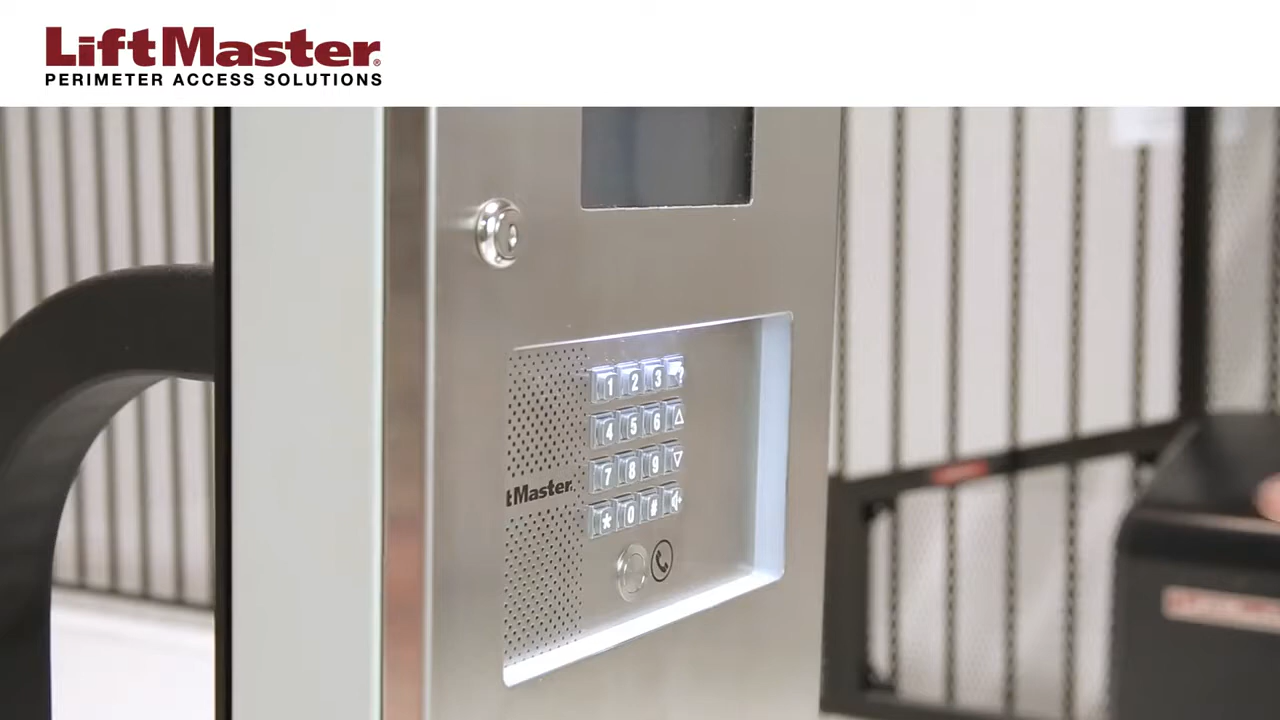 LiftMaster®
PERIMETER ACCESS SOLUTIONS
1 2 3
4 5 6 △
7 8 9 ▽
* 0 #
tMaster.